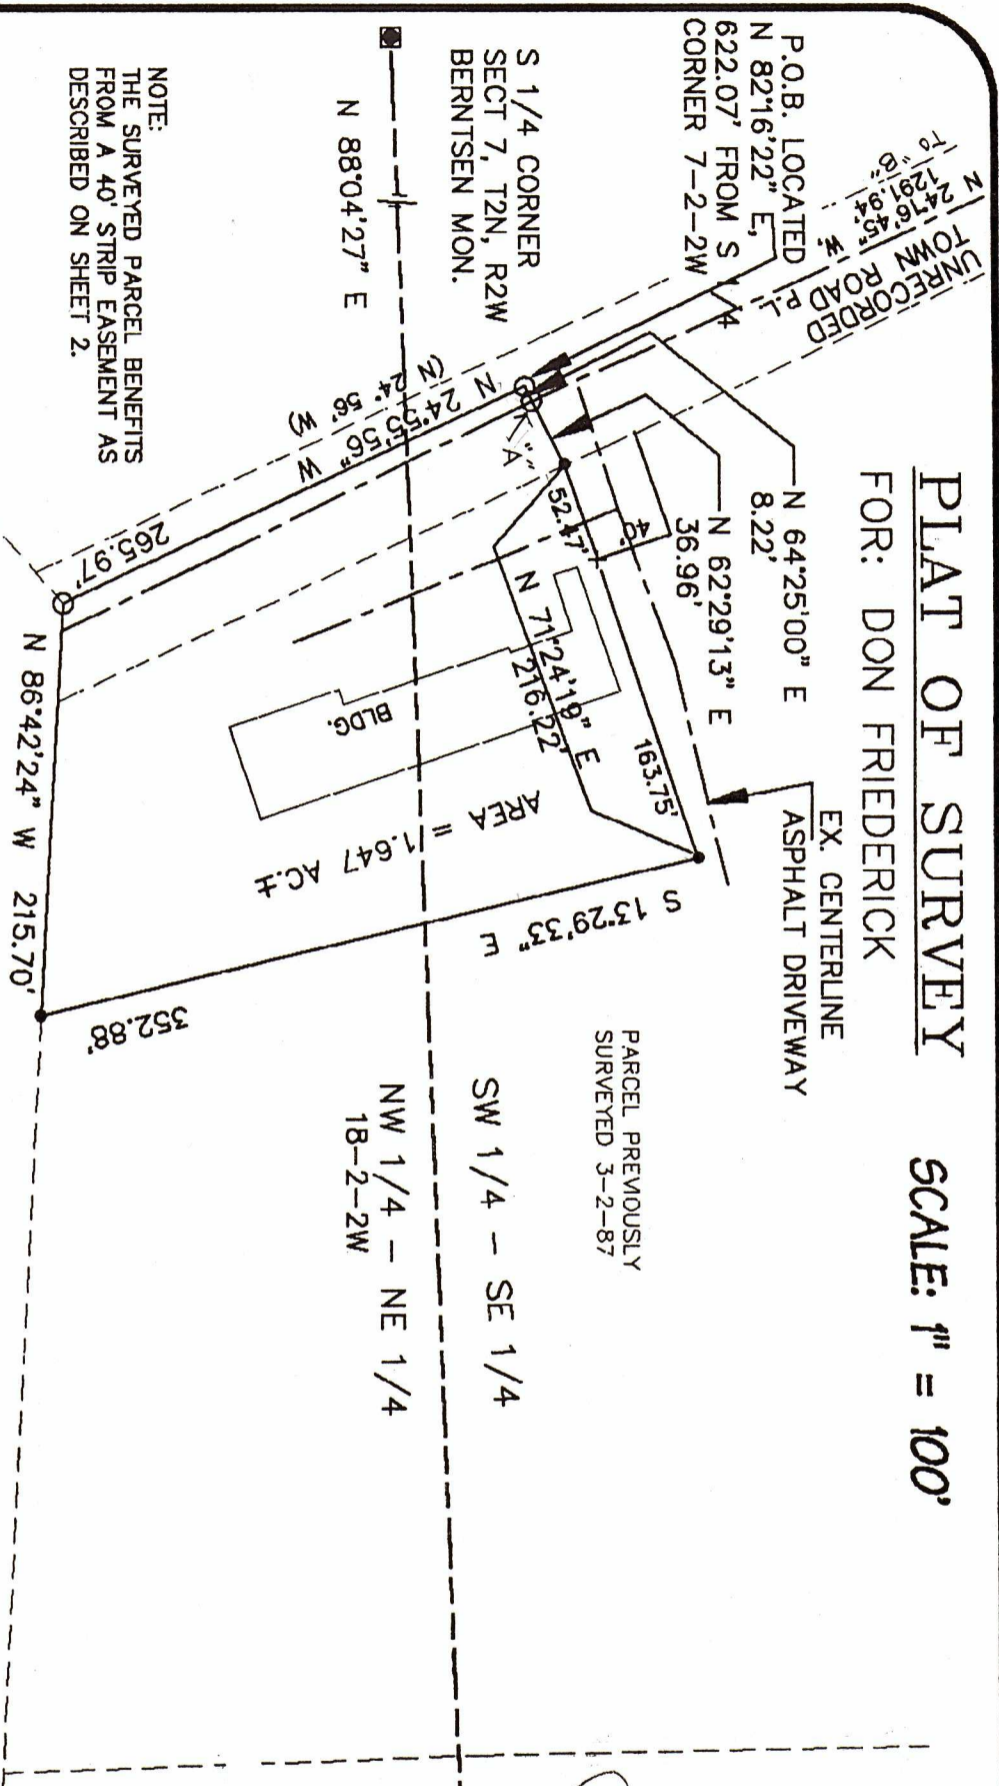 PLAT OF SURVEY
SCALE: 1" = 100'
FOR: DON FRIEDERICK
P.O.B. LOCATED
N 82°16'22" E,
622.07' FROM S 1/4
CORNER 7-2-2W
TO "B"
1291.94'
N 24°16'45" W.
UNRECORDED
TOWN ROAD P.L.
N 64°25'00" E
8.22'
N 62°29'13" E
36.96'
EX. CENTERLINE
ASPHALT DRIVEWAY
S 1/4 CORNER
SECT 7, T2N, R2W
BERNTSEN MON.
"A"
52.47'
40'
163.75'
N 71°24'19" E
216.22'
N 88°04'27" E
N 24°55'56" W
(N 24° 56' W)
265.97'
BLDG.
AREA = 1.647 AC.±
S 13°29'33" E
352.88'
PARCEL PREVIOUSLY
SURVEYED 3-2-87
SW 1/4 - SE 1/4
NW 1/4 - NE 1/4
18-2-2W
N 86°42'24" W 215.70'
NOTE:
THE SURVEYED PARCEL BENEFITS
FROM A 40' STRIP EASEMENT AS
DESCRIBED ON SHEET 2.